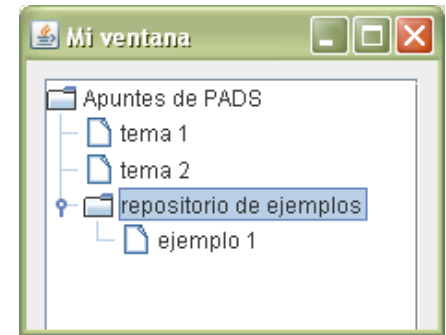 Mi ventana
Apuntes de PADS
tema 1
tema 2
repositorio de ejemplos
ejemplo 1